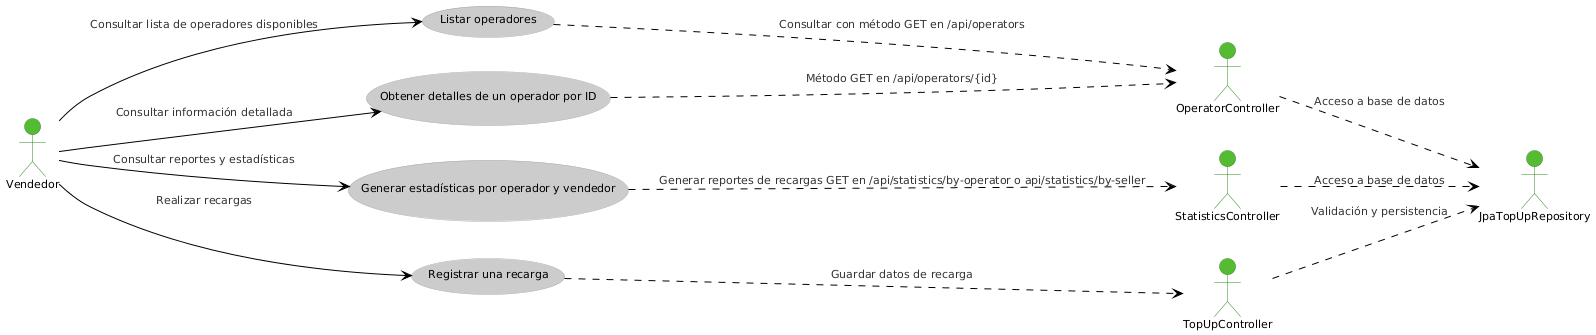 Consultar lista de operadores disponibles
Listar operadores
Consultar con método GET en /api/operators
Consultar información detallada
Obtener detalles de un operador por ID
Método GET en /api/operators/{id}
OperatorController
Acceso a base de datos
Vendedor
Consultar reportes y estadísticas
Generar estadísticas por operador y vendedor
Generar reportes de recargas GET en /api/statistics/by-operator o api/statistics/by-seller
StatisticsController
Acceso a base de datos
JpaTopUpRepository
Realizar recargas
Registrar una recarga
Guardar datos de recarga
TopUpController
Validación y persistencia